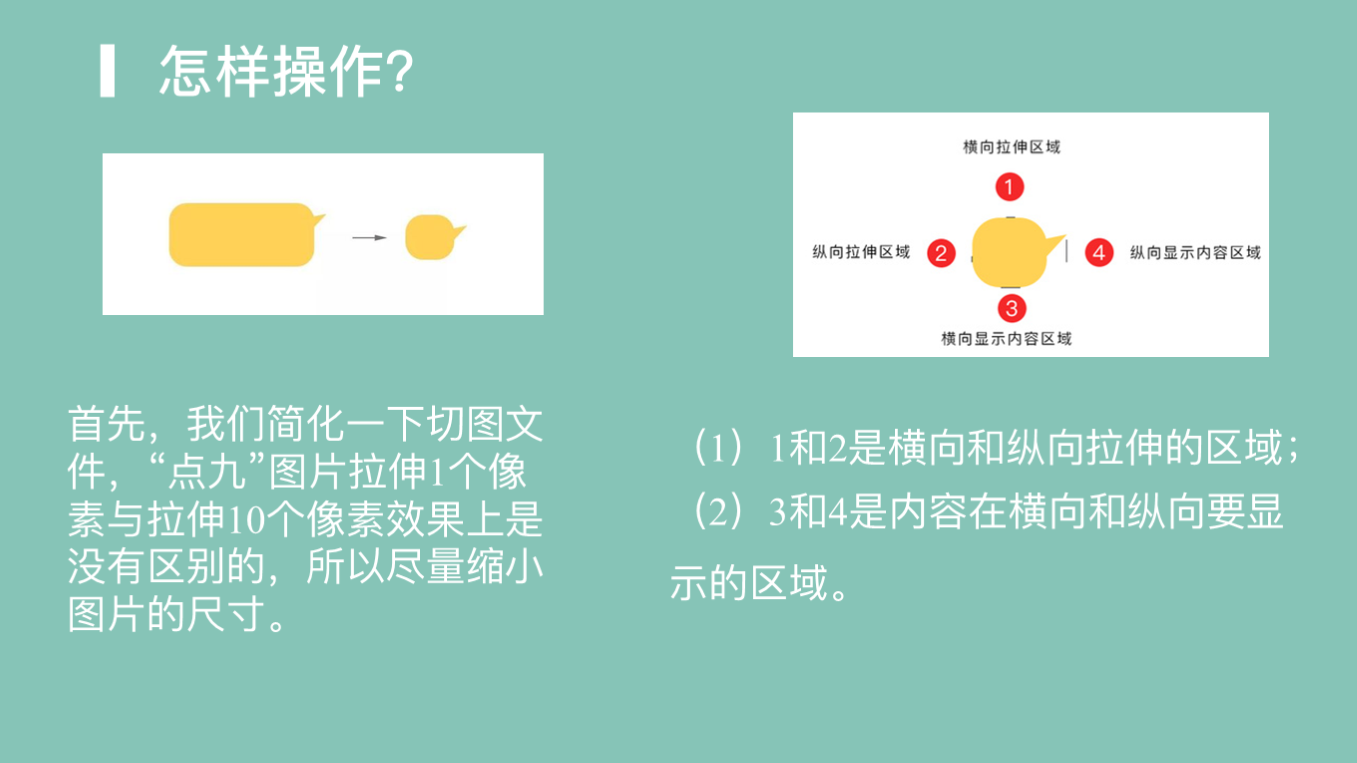 怎样操作?
首先，我们简化一下切图文
件，“点九”图片拉伸1个像
素与拉伸10个像素效果上是
没有区别的，所以尽量缩小
图片的尺寸。
横向拉伸区域
1
纵向拉伸区域 2
4 纵向显示内容区域
3
横向显示内容区域
（1）1和2是横向和纵向拉伸的区域；
（2）3和4是内容在横向和纵向要显
示的区域。